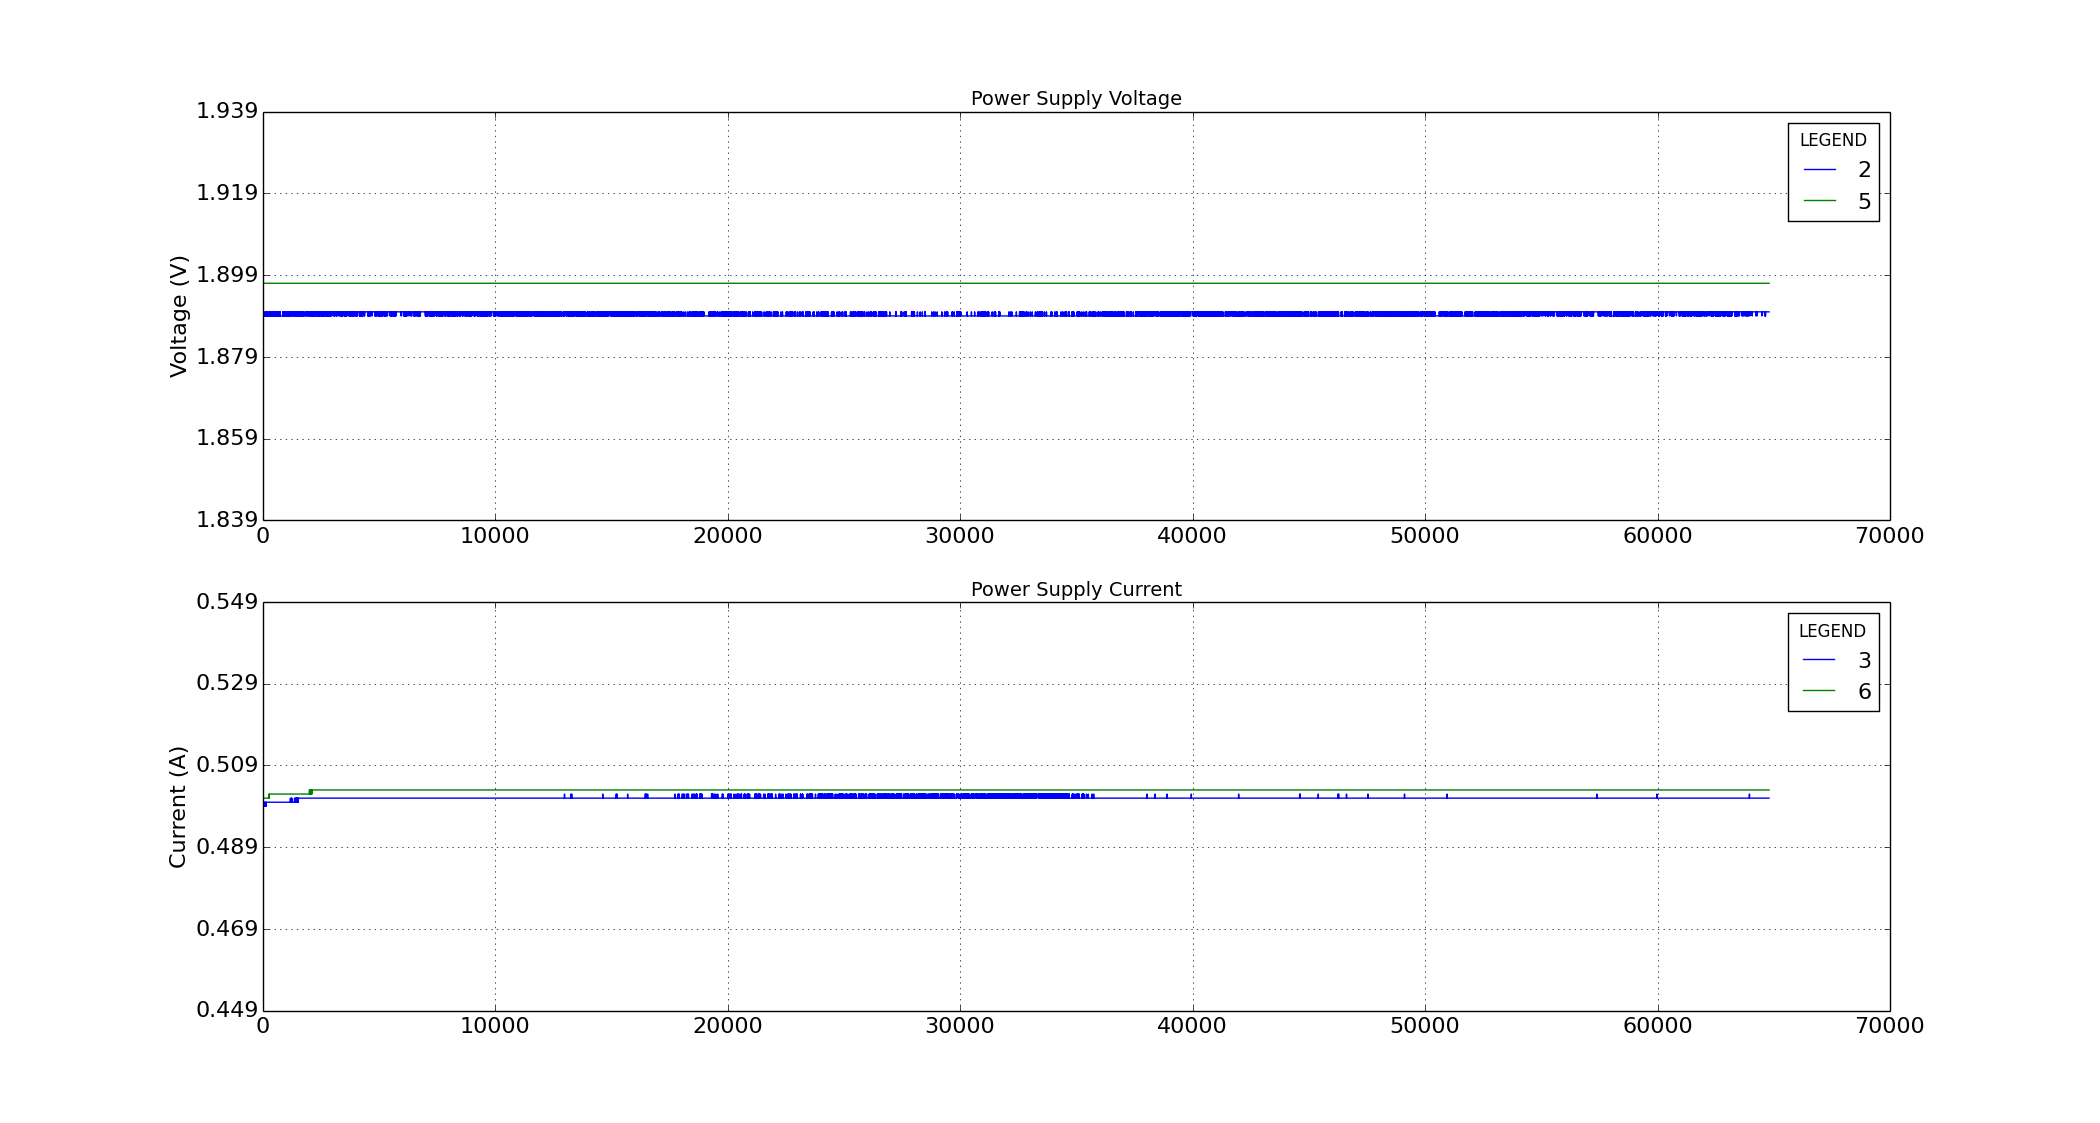 Power Supply Voltage
1.939
1.919
1.899
1.879
1.859
1.839
Voltage (V)
LEGEND
2
5
0 10000 20000 30000 40000 50000 60000 70000
Power Supply Current
0.549
0.529
0.509
0.489
0.469
0.449
Current (A)
LEGEND
3
6
0 10000 20000 30000 40000 50000 60000 70000